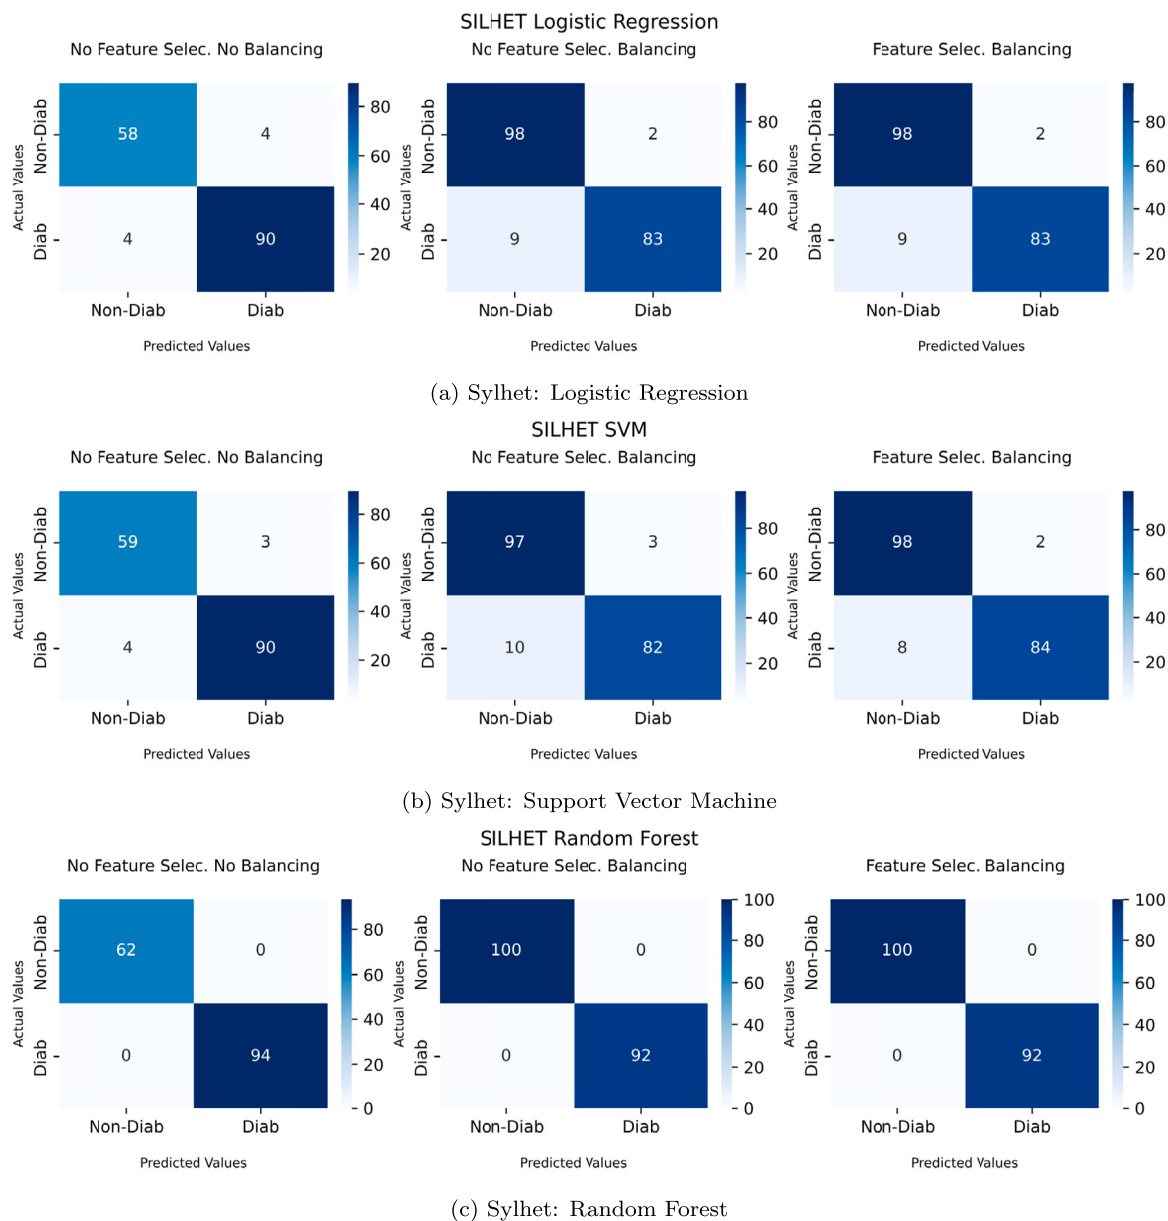 SILHET Logistic Regression
No Feature Selec. No Balancing
No Feature Selec. Balancing
Feature Selec. Balancing
Actual Values
Non-Diab
Diab
58
4
4
90
80
60
40
20
Non-Diab
Diab
Predicted Values
Actual Values
Non-Diab
Diab
98
2
9
83
80
60
40
20
Non-Diab
Diab
Predicted Values
Actual Values
Non-Diab
Diab
98
2
9
83
80
60
40
20
Non-Diab
Diab
Predicted Values
(a) Sylhet: Logistic Regression
SILHET SVM
No Feature Selec. No Balancing
No Feature Selec. Balancing
Feature Selec. Balancing
Actual Values
Non-Diab
Diab
59
3
4
90
80
60
40
20
Non-Diab
Diab
Predicted Values
Actual Values
Non-Diab
Diab
97
3
10
82
80
60
40
20
Non-Diab
Diab
Predicted Values
Actual Values
Non-Diab
Diab
98
2
8
84
80
60
40
20
Non-Diab
Diab
Predicted Values
(b) Sylhet: Support Vector Machine
SILHET Random Forest
No Feature Selec. No Balancing
No Feature Selec. Balancing
Feature Selec. Balancing
Actual Values
Non-Diab
Diab
62
0
0
94
80
60
40
20
0
Non-Diab
Diab
Predicted Values
Actual Values
Non-Diab
Diab
100
0
0
92
100
80
60
40
20
0
Non-Diab
Diab
Predicted Values
Actual Values
Non-Diab
Diab
100
0
0
92
100
80
60
40
20
0
Non-Diab
Diab
Predicted Values
(c) Sylhet: Random Forest